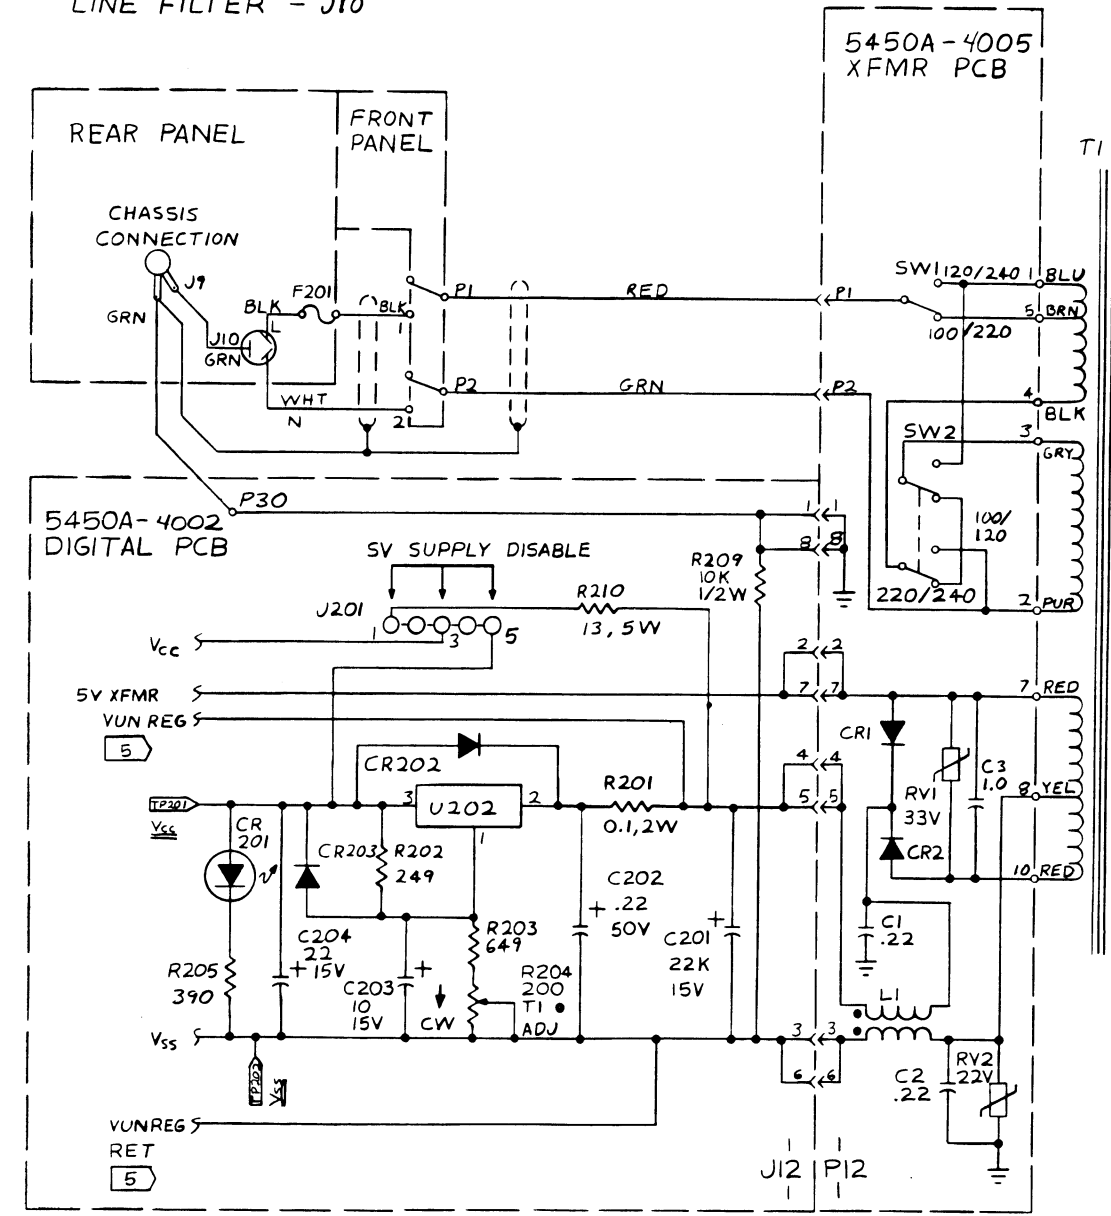 LINE FILTER - J10
5450A-4005
XFMR PCB
T1
REAR PANEL
FRONT
PANEL
CHASSIS
CONNECTION
J9
GRN
BLK
L
F201
BLK
1
J10
GRN
WHT
N
2
P1
RED
P1
P2
GRN
P2
SW1
120/240
1
BLU
5
BRN
100/220
4
BLK
SW2
3
GRY
100/
120
220/240
2
PUR
P30
5450A-4002
DIGITAL PCB
1
1
8
8
R209
10K
1/2W
5V SUPPLY DISABLE
J201
1
3
5
R210
13, 5W
VCC
2
2
5V XFMR
7
7
7
RED
VUN REG
5
CR202
4
4
CR1
RV1
33V
C3
1.0
TP201
VCC
3
U202
2
1
R201
0.1, 2W
5
5
8
YEL
CR
201
CR203
R202
249
CR2
10
RED
C202
+ .22
50V
R203
649
C204
22
+ 15V
C201
+
22K
15V
C1
.22
R205
390
C203
+
10
15V
CW
R204
200
T1
ADJ
L1
VSS
3
3
6
6
TP202
VSS
C2
.22
RV2
22V
VUNREG
RET
5
J12
P12